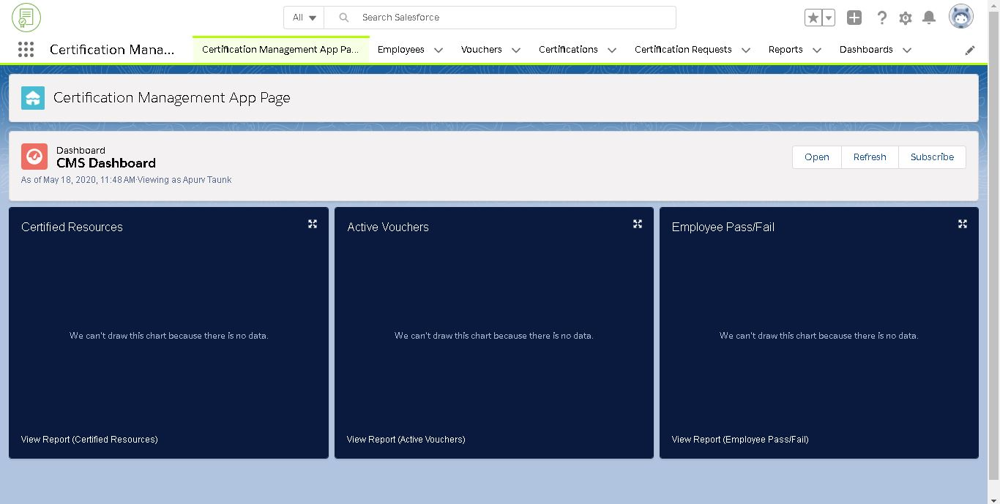 All
Search Salesforce
Certification Mana...
Certification Management App Pa...
Employees
Vouchers
Certifications
Certification Requests
Reports
Dashboards
Certification Management App Page
Dashboard
CMS Dashboard
As of May 18, 2020, 11:48 AM·Viewing as Apurv Taunk
Open
Refresh
Subscribe
Certified Resources
We can't draw this chart because there is no data.
View Report (Certified Resources)
Active Vouchers
We can't draw this chart because there is no data.
View Report (Active Vouchers)
Employee Pass/Fail
We can't draw this chart because there is no data.
View Report (Employee Pass/Fail)